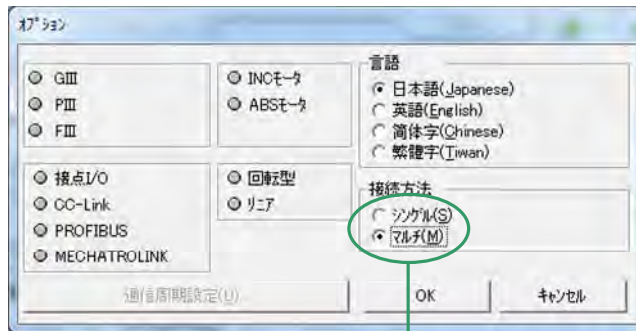 ｵﾌﾟｼｮﾝ
GⅢ
PⅢ
FⅢ
INCﾓｰﾀ
ABSﾓｰﾀ
言語
日本語(Japanese)
英語(English)
简体字(Chinese)
繁體字(Tiwan)
接点I/O
CC-Link
PROFIBUS
MECHATROLINK
回転型
ﾘﾆｱ
接続方法
ｼﾝｸﾞﾙ(S)
ﾏﾙﾁ(M)
通信周期設定(U)
OK
ｷｬﾝｾﾙ